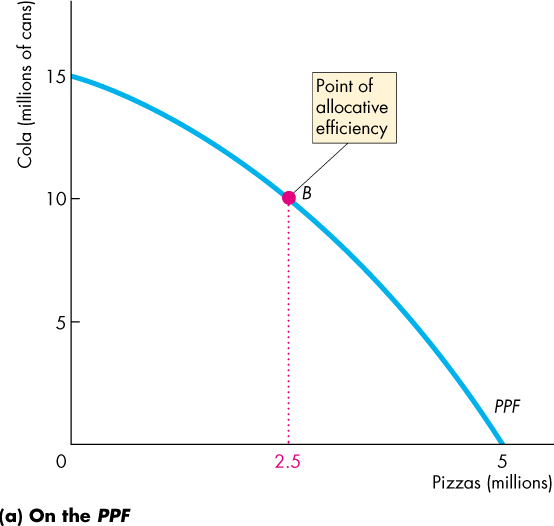 Cola (millions of cans)
15
Point of
allocative
efficiency
10
B
5
PPF
0
2.5
5
Pizzas (millions)
(a) On the PPF